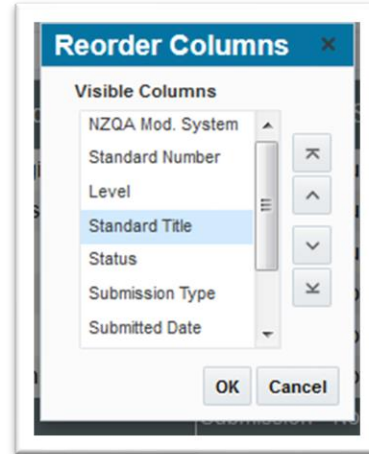 Reorder Columns ×
Visible Columns
NZQA Mod. System
Standard Number
Level
Standard Title
Status
Submission Type
Submitted Date
OK Cancel